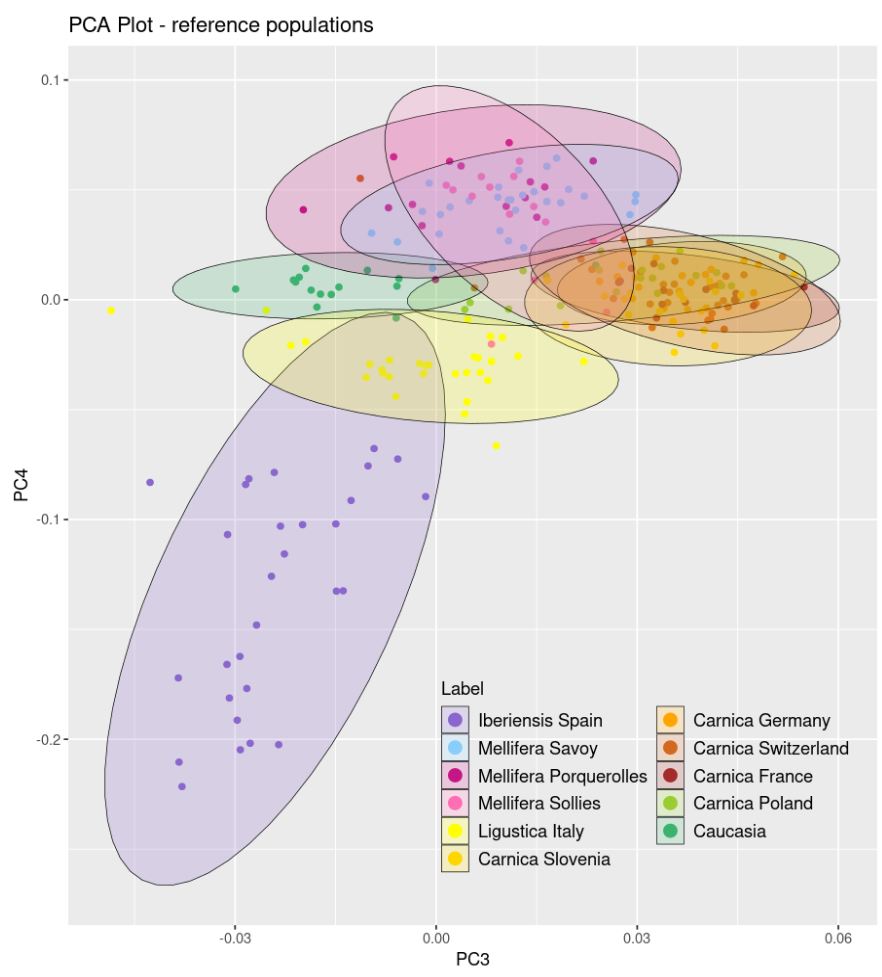 PCA Plot - reference populations
0.1
0.0
-0.1
-0.2
PC4
-0.03
0.00
0.03
0.06
PC3
Label
Iberiensis Spain
Mellifera Savoy
Mellifera Porquerolles
Mellifera Sollies
Ligustica Italy
Carnica Slovenia
Carnica Germany
Carnica Switzerland
Carnica France
Carnica Poland
Caucasia